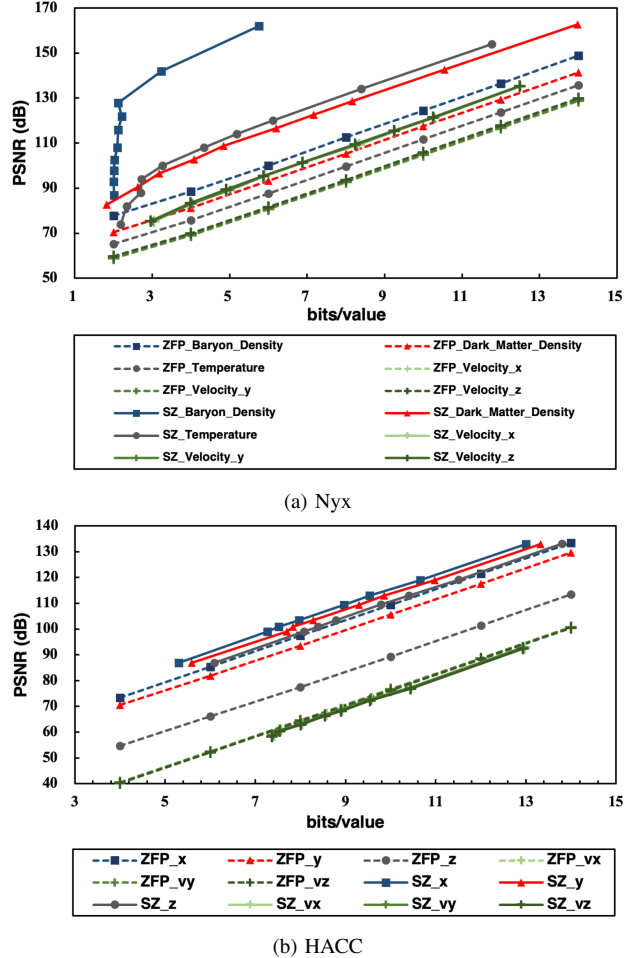 170
150
130
110
90
70
50
PSNR (dB)
1 3 5 7 9 11 13 15
bits/value
ZFP_Baryon_Density ZFP_Dark_Matter_Density
ZFP_Temperature ZFP_Velocity_x
ZFP_Velocity_y ZFP_Velocity_z
SZ_Baryon_Density SZ_Dark_Matter_Density
SZ_Temperature SZ_Velocity_x
SZ_Velocity_y SZ_Velocity_z
(a) Nyx
140
130
120
110
100
90
80
70
60
50
40
PSNR (dB)
3 5 7 9 11 13 15
bits/value
ZFP_x ZFP_y ZFP_z ZFP_vx
ZFP_vy ZFP_vz SZ_x SZ_y
SZ_z SZ_vx SZ_vy SZ_vz
(b) HACC